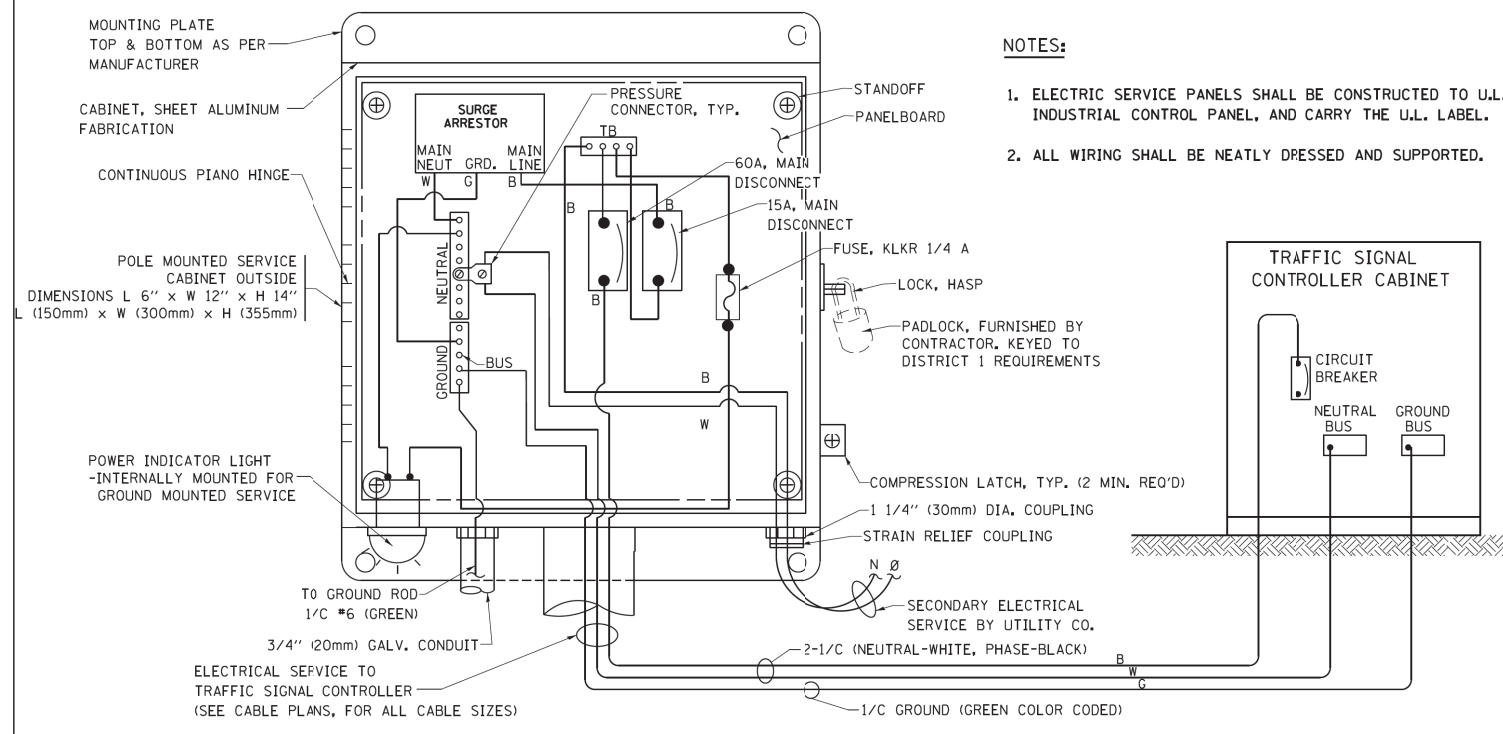 MOUNTING PLATE
TOP & BOTTOM AS PER
MANUFACTURER
CABINET, SHEET ALUMINUM
FABRICATION
CONTINUOUS PIANO HINGE
POLE MOUNTED SERVICE
CABINET OUTSIDE
DIMENSIONS L 6'' x W 12'' x H 14''
L (150mm) x W (300mm) x H (355mm)
POWER INDICATOR LIGHT
-INTERNALLY MOUNTED FOR
GROUND MOUNTED SERVICE
SURGE
ARRESTOR
MAIN
NEUT
GRD.
MAIN
LINE
W
G
B
PRESSURE
CONNECTOR, TYP.
TB
60A, MAIN
DISCONNECT
15A, MAIN
DISCONNECT
B
B
B
FUSE, KLKR 1/4 A
NEUTRAL
GROUND
BUS
B
W
STANDOFF
PANELBOARD
LOCK, HASP
PADLOCK, FURNISHED BY
CONTRACTOR. KEYED TO
DISTRICT 1 REQUIREMENTS
COMPRESSION LATCH, TYP. (2 MIN. REQ'D)
1 1/4'' (30mm) DIA. COUPLING
STRAIN RELIEF COUPLING
N Ø
SECONDARY ELECTRICAL
SERVICE BY UTILITY CO.
TO GROUND ROD
1/C #6 (GREEN)
3/4'' (20mm) GALV. CONDUIT
ELECTRICAL SERVICE TO
TRAFFIC SIGNAL CONTROLLER
(SEE CABLE PLANS, FOR ALL CABLE SIZES)
2-1/C (NEUTRAL-WHITE, PHASE-BLACK)
B
W
G
1/C GROUND (GREEN COLOR CODED)
NOTES:
1. ELECTRIC SERVICE PANELS SHALL BE CONSTRUCTED TO U.L.
INDUSTRIAL CONTROL PANEL, AND CARRY THE U.L. LABEL.
2. ALL WIRING SHALL BE NEATLY DRESSED AND SUPPORTED.
TRAFFIC SIGNAL
CONTROLLER CABINET
CIRCUIT
BREAKER
NEUTRAL
BUS
GROUND
BUS